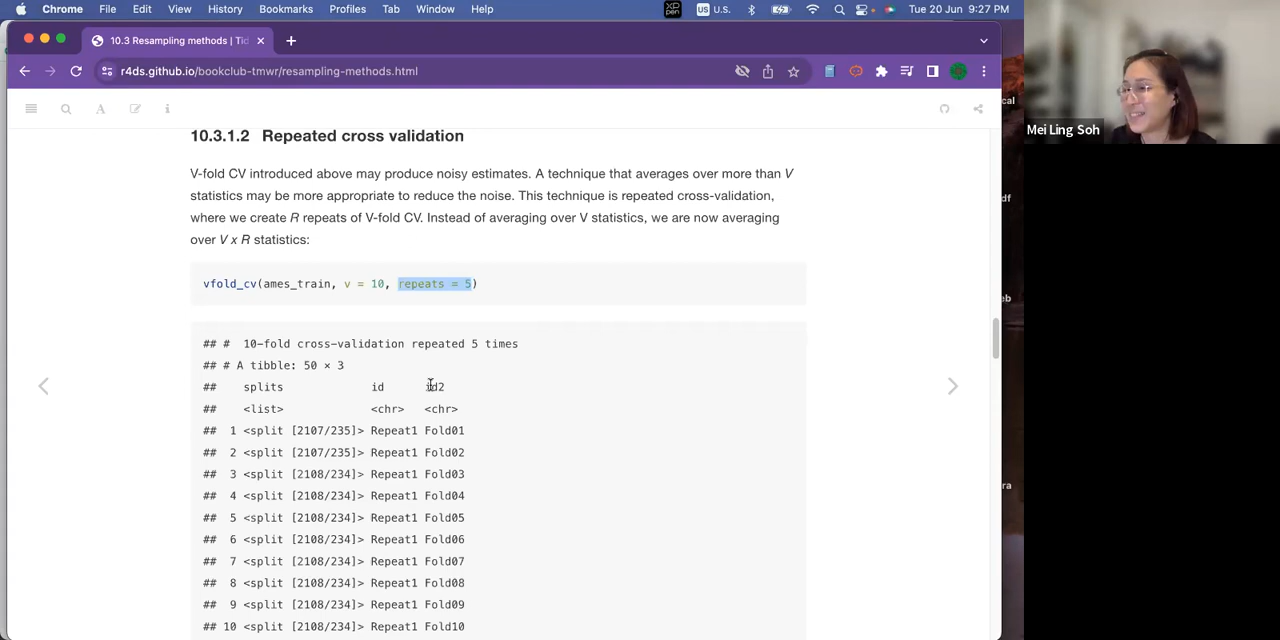 Chrome File Edit View History Bookmarks Profiles Tab Window Help XP PEN US U.S. Tue 20 Jun 9:27 PM
10.3 Resampling methods | Tid
r4ds.github.io/bookclub-tmwr/resampling-methods.html
10.3.1.2 Repeated cross validation
V-fold CV introduced above may produce noisy estimates. A technique that averages over more than V
statistics may be more appropriate to reduce the noise. This technique is repeated cross-validation,
where we create R repeats of V-fold CV. Instead of averaging over V statistics, we are now averaging
over V x R statistics:
vfold_cv(ames_train, v = 10, repeats = 5)
## # 10-fold cross-validation repeated 5 times
## # A tibble: 50 × 3
## splits id id2
## <list> <chr> <chr>
## 1 <split [2107/235]> Repeat1 Fold01
## 2 <split [2107/235]> Repeat1 Fold02
## 3 <split [2108/234]> Repeat1 Fold03
## 4 <split [2108/234]> Repeat1 Fold04
## 5 <split [2108/234]> Repeat1 Fold05
## 6 <split [2108/234]> Repeat1 Fold06
## 7 <split [2108/234]> Repeat1 Fold07
## 8 <split [2108/234]> Repeat1 Fold08
## 9 <split [2108/234]> Repeat1 Fold09
## 10 <split [2108/234]> Repeat1 Fold10
Mei Ling Soh
cal
df
eb
ra